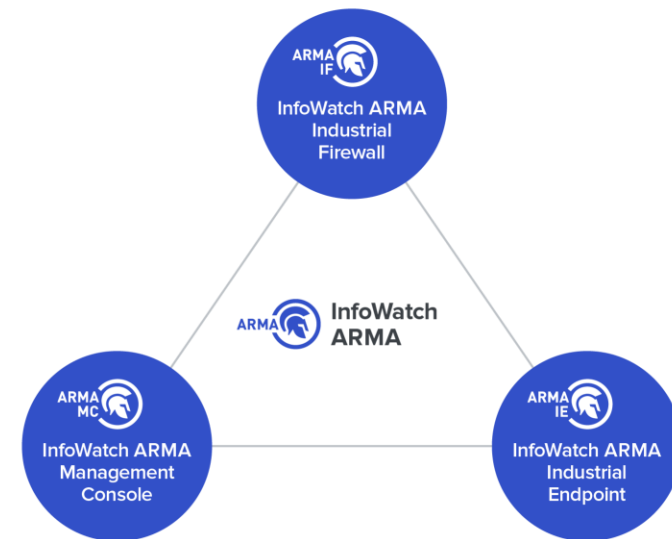 ARMA
IF
InfoWatch ARMA
Industrial
Firewall
ARMA
InfoWatch
ARMA
ARMA
MC
InfoWatch ARMA
Management
Console
ARMA
IE
InfoWatch ARMA
Industrial
Endpoint